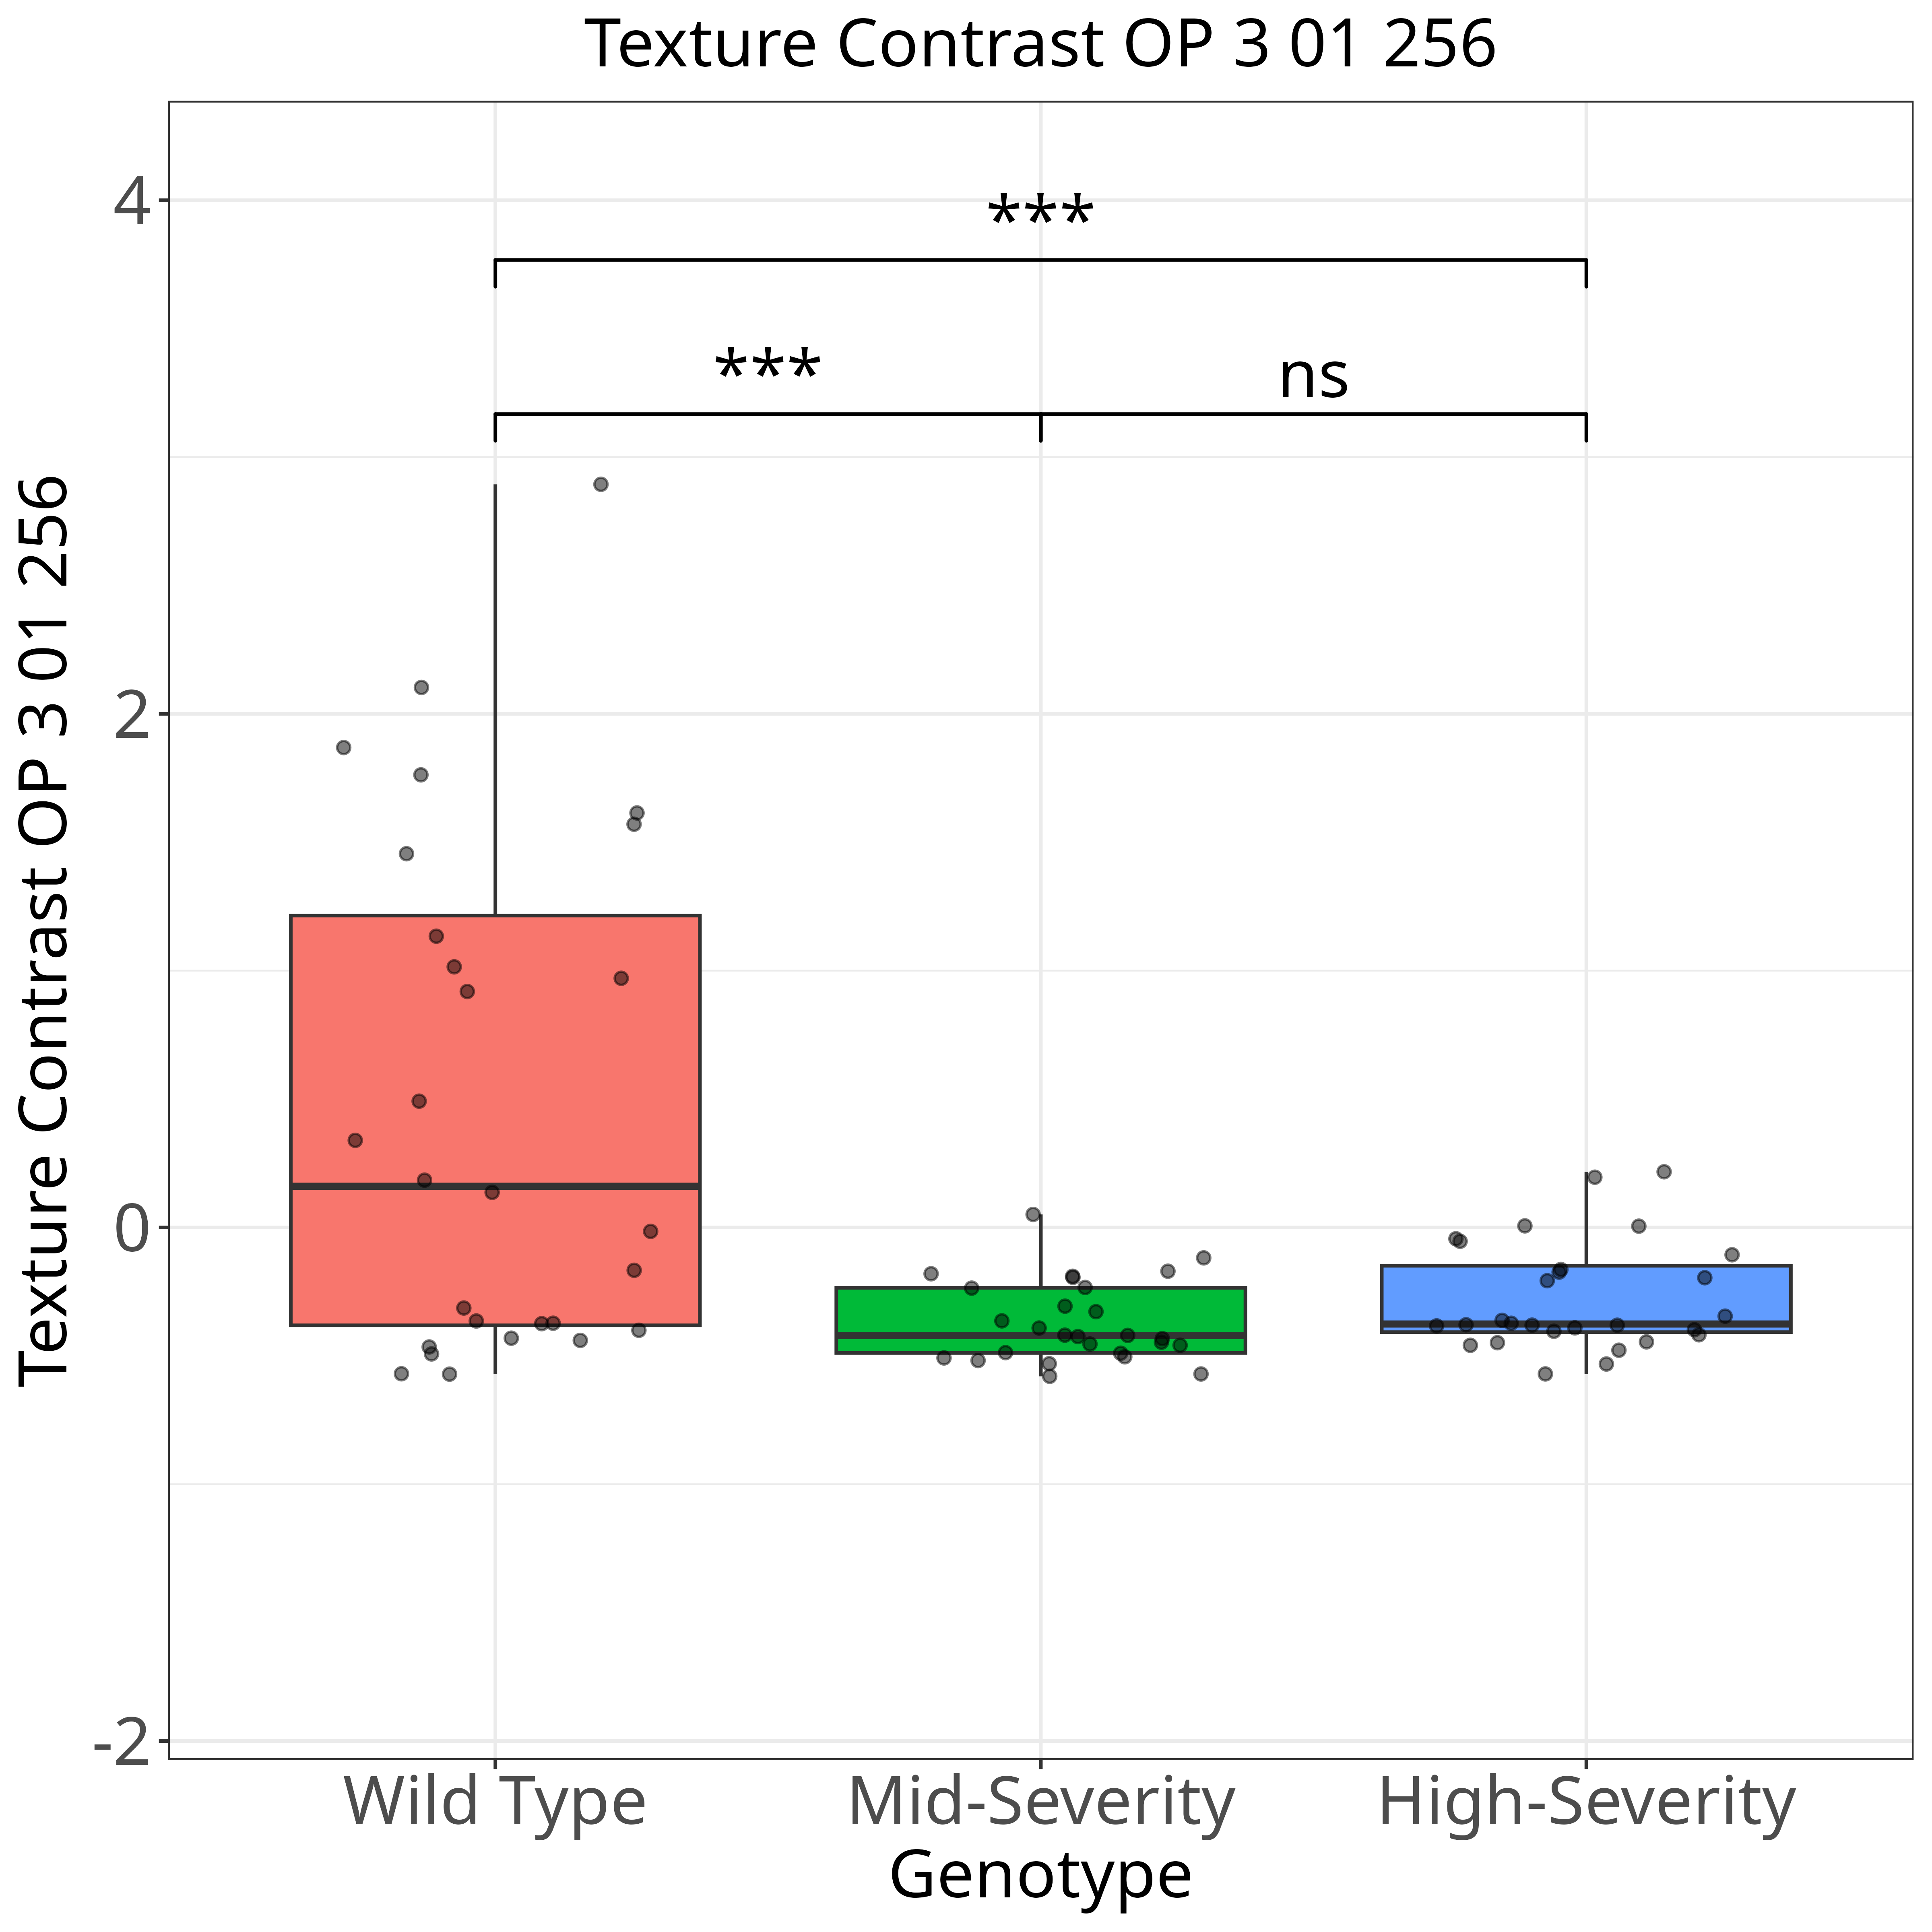 Texture Contrast OP 3 01 256
Texture Contrast OP 3 01 256
4
2
0
-2
***
***
ns
Wild Type
Mid-Severity
High-Severity
Genotype